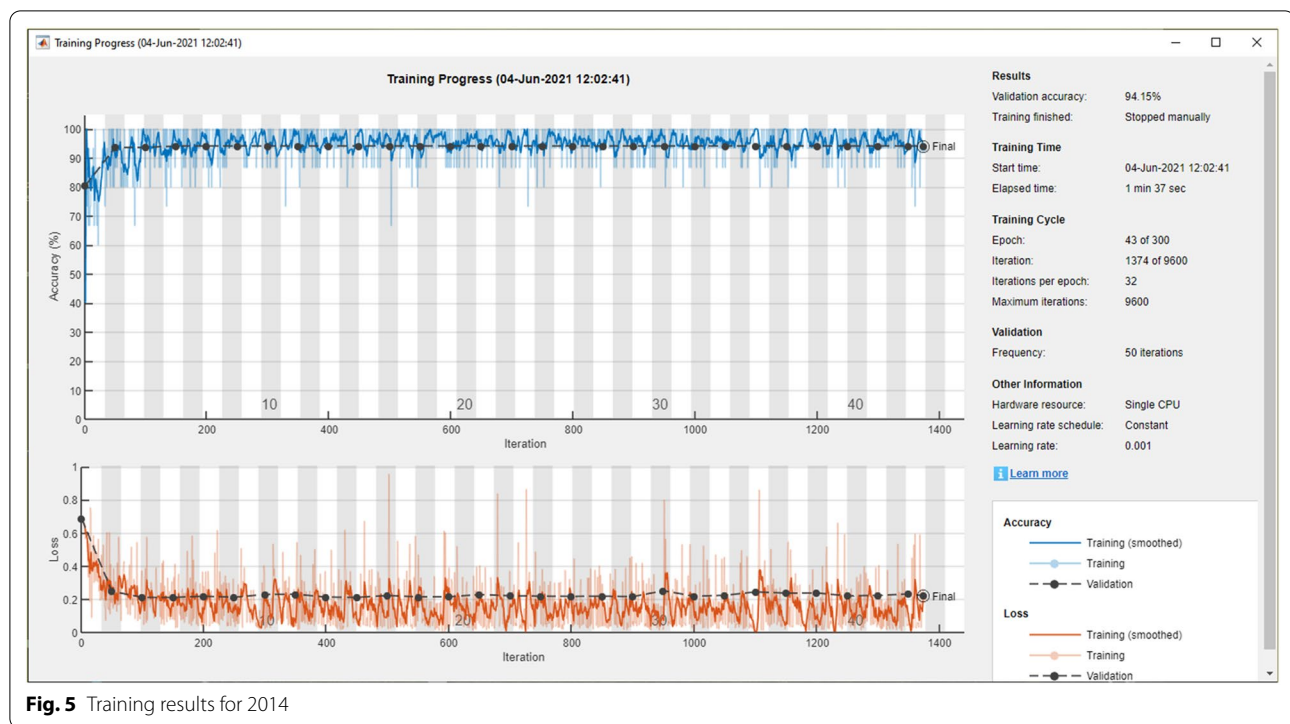 Training Progress (04-Jun-2021 12:02:41)
Training Progress (04-Jun-2021 12:02:41)
Accuracy (%)
100
90
80
70
60
50
40
30
20
10
0
Final
10
20
30
40
0
200
400
600
800
1000
1200
1400
Iteration
Loss
1
0.8
0.6
0.4
0.2
0
Final
10
20
30
40
0
200
400
600
800
1000
1200
1400
Iteration
Results
Validation accuracy: 94.15%
Training finished: Stopped manually
Training Time
Start time: 04-Jun-2021 12:02:41
Elapsed time: 1 min 37 sec
Training Cycle
Epoch: 43 of 300
Iteration: 1374 of 9600
Iterations per epoch: 32
Maximum iterations: 9600
Validation
Frequency: 50 iterations
Other Information
Hardware resource: Single CPU
Learning rate schedule: Constant
Learning rate: 0.001
i Learn more
Accuracy
Training (smoothed)
Training
Validation
Loss
Training (smoothed)
Training
Validation
Fig. 5 Training results for 2014